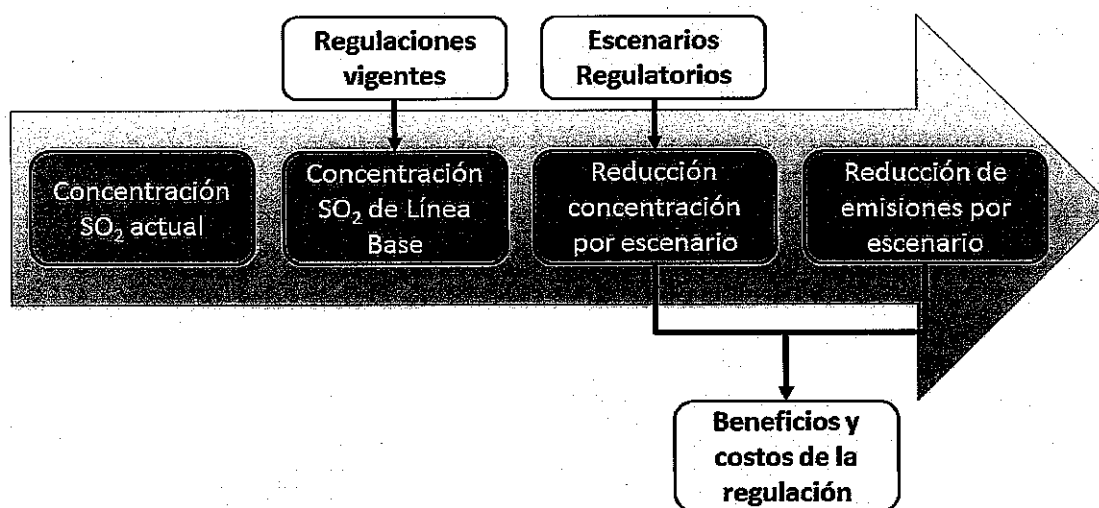 Regulaciones
vigentes
Escenarios
Regulatorios
Concentración
SO₂ actual
Concentración
SO₂ de Línea
Base
Reducción
concentración
por escenario
Reducción de
emisiones por
escenario
Beneficios y
costos de la
regulación